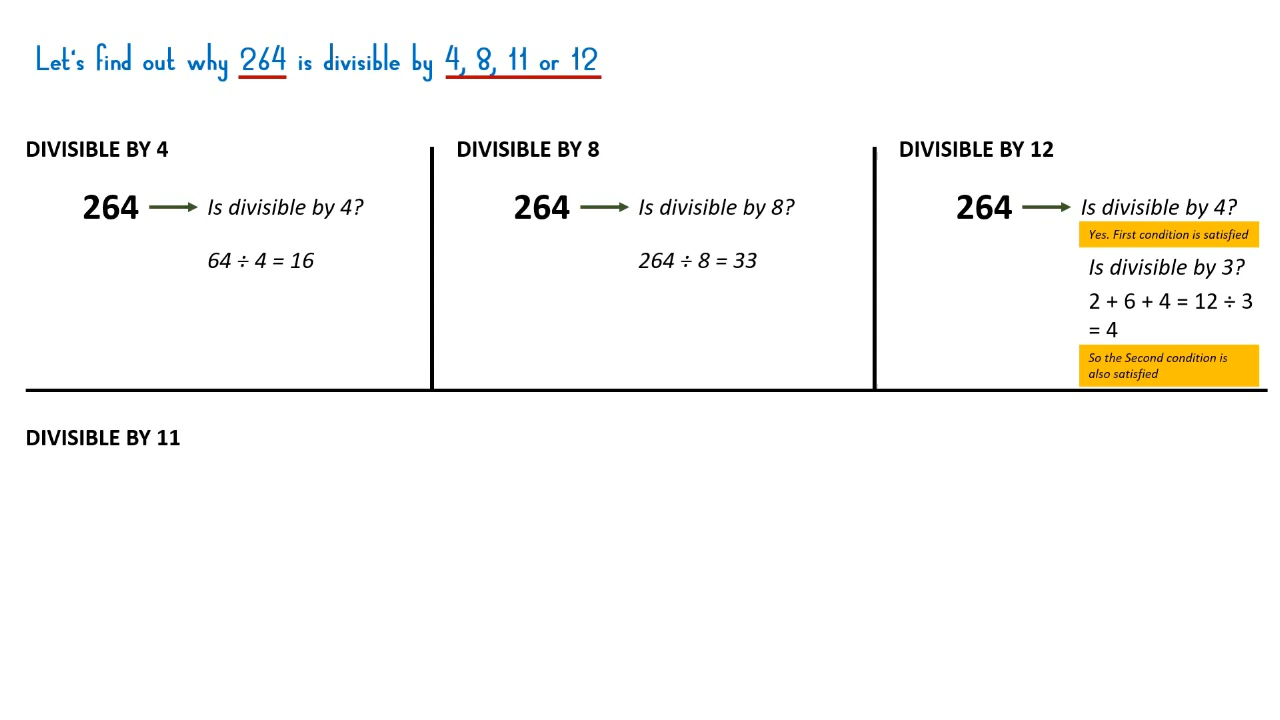 Let's find out why 264 is divisible by 4, 8, 11 or 12
DIVISIBLE BY 4
264 Is divisible by 4?
64 ÷ 4 = 16
DIVISIBLE BY 8
264 Is divisible by 8?
264 ÷ 8 = 33
DIVISIBLE BY 12
264 Is divisible by 4?
Yes. First condition is satisfied
Is divisible by 3?
2 + 6 + 4 = 12 ÷ 3
= 4
So the Second condition is
also satisfied
DIVISIBLE BY 11